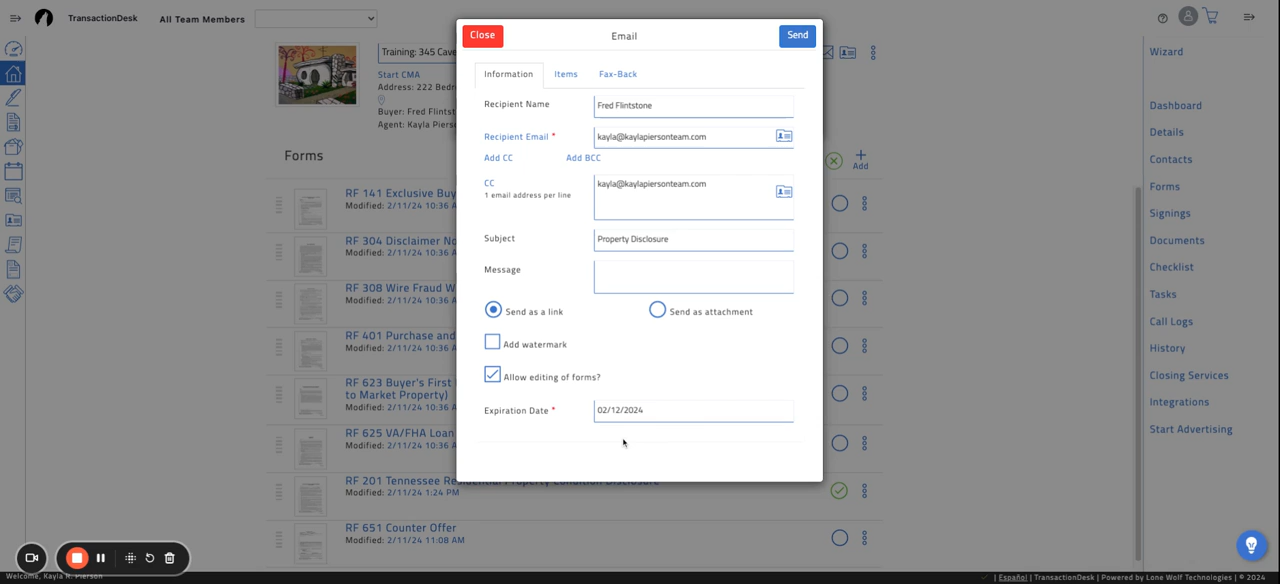 TransactionDesk
All Team Members
Training: 345 Cave
Start CMA
Address: 222 Bedr
Buyer: Fred Flintst
Agent: Kayla Pierso
Forms
Add
RF 141 Exclusive Buy
Modified: 2/11/24 10:36 A
RF 304 Disclaimer No
Modified: 2/11/24 10:36 A
RF 308 Wire Fraud W
Modified: 2/11/24 10:36 A
RF 401 Purchase and
Modified: 2/11/24 10:36 A
RF 623 Buyer's First
to Market Property)
Modified: 2/11/24 10:36 A
RF 625 VA/FHA Loan
Modified: 2/11/24 10:36 A
RF 201 Tennessee Residential Property Condition Disclosure
Modified: 2/11/24 1:24 PM
RF 651 Counter Offer
Modified: 2/11/24 11:08 AM
Close
Email
Send
Information
Items
Fax-Back
Recipient Name
Fred Flintstone
Recipient Email *
kayla@kaylapiersonteam.com
Add CC
Add BCC
CC
1 email address per line
kayla@kaylapiersonteam.com
Subject
Property Disclosure
Message
Send as a link
Send as attachment
Add watermark
Allow editing of forms?
Expiration Date *
02/12/2024
Wizard
Dashboard
Details
Contacts
Forms
Signings
Documents
Checklist
Tasks
Call Logs
History
Closing Services
Integrations
Start Advertising
Welcome, Kayla R. Pierson
| Español | TransactionDesk | Powered by Lone Wolf Technologies | © 2024